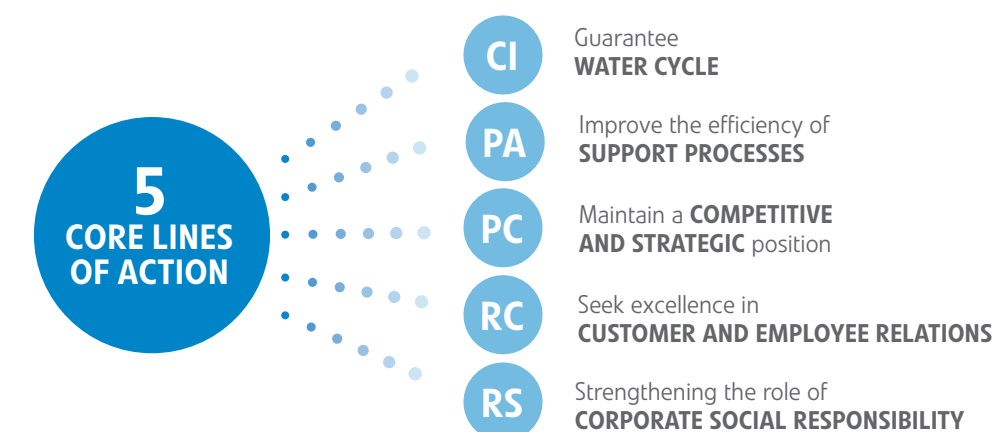 5
CORE LINES
OF ACTION
CI
Guarantee
WATER CYCLE
PA
Improve the efficiency of
SUPPORT PROCESSES
PC
Maintain a COMPETITIVE
AND STRATEGIC position
RC
Seek excellence in
CUSTOMER AND EMPLOYEE RELATIONS
RS
Strengthening the role of
CORPORATE SOCIAL RESPONSIBILITY